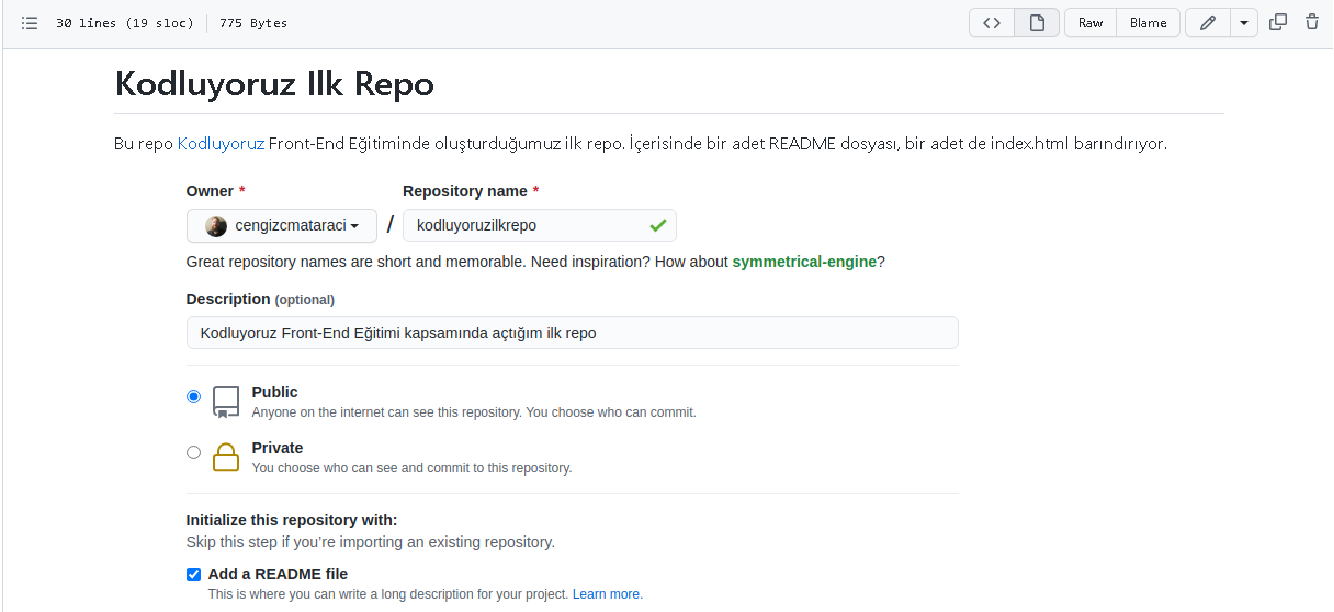 30 lines (19 sloc) 775 Bytes Raw Blame
Kodluyoruz Ilk Repo
Bu repo Kodluyoruz Front-End Eğitiminde oluşturduğumuz ilk repo. İçerisinde bir adet README dosyası, bir adet de index.html barındırıyor.
Owner * Repository name *
cengizcmataraci / kodluyoruzilkrepo
Great repository names are short and memorable. Need inspiration? How about symmetrical-engine?
Description (optional)
Kodluyoruz Front-End Eğitimi kapsamında açtığım ilk repo
Public
Anyone on the internet can see this repository. You choose who can commit.
Private
You choose who can see and commit to this repository.
Initialize this repository with:
Skip this step if you're importing an existing repository.
Add a README file
This is where you can write a long description for your project. Learn more.